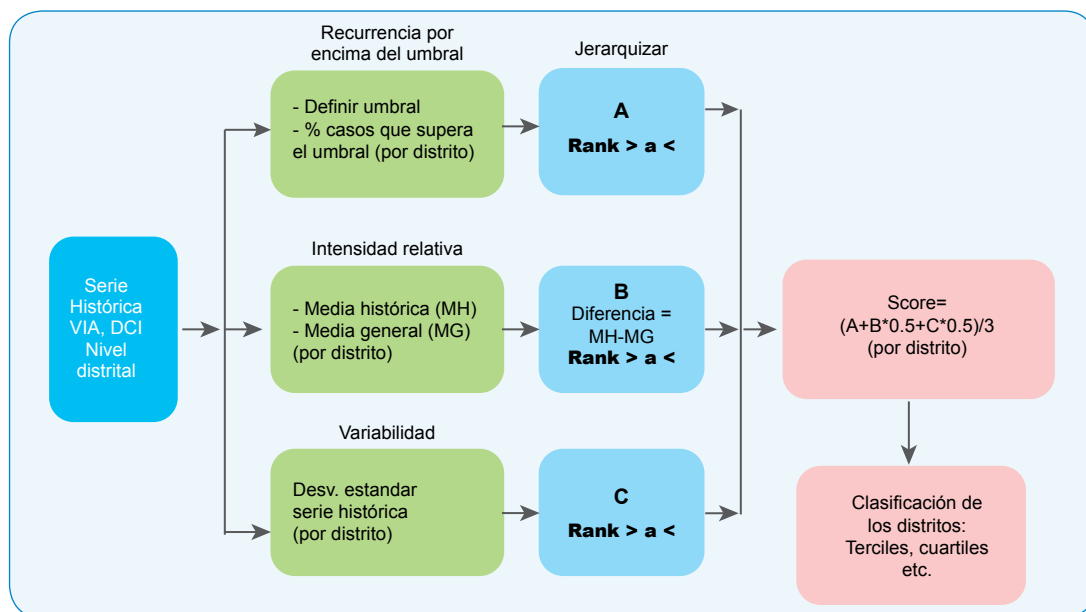 Recurrencia por
encima del umbral
Jerarquizar
- Definir umbral
- % casos que supera
el umbral (por distrito)
A
Rank > a <
Serie
Histórica
VIA, DCI
Nivel
distrital
Intensidad relativa
- Media histórica (MH)
- Media general (MG)
(por distrito)
B
Diferencia =
MH-MG
Rank > a <
Score=
(A+B*0.5+C*0.5)/3
(por distrito)
Variabilidad
Desv. estandar
serie histórica
(por distrito)
C
Rank > a <
Clasificación de
los distritos:
Terciles, cuartiles
etc.